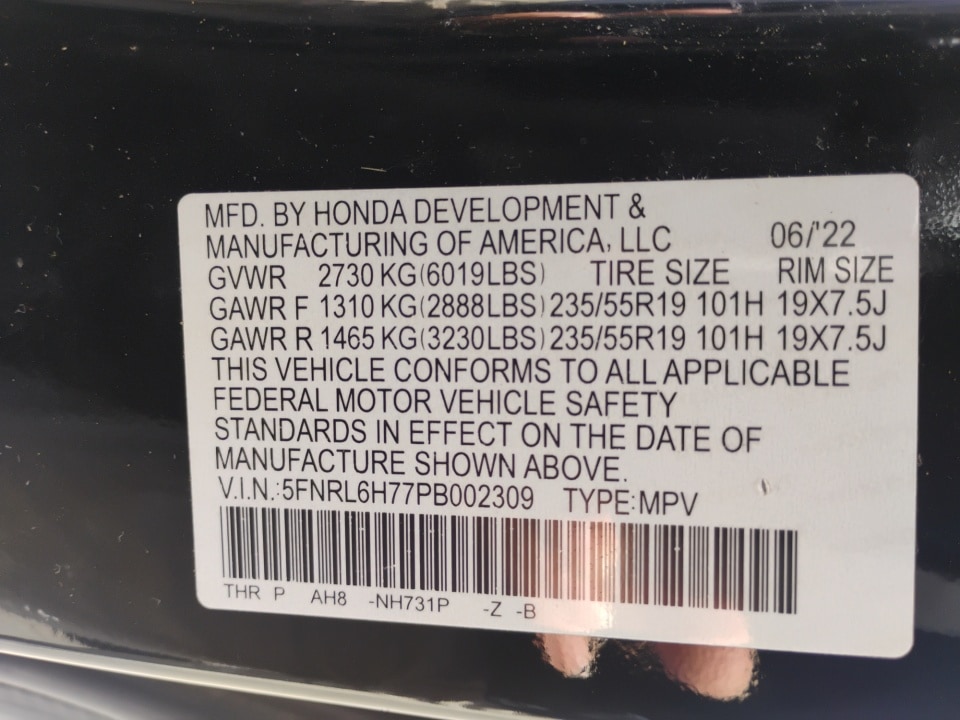 MFD. BY HONDA DEVELOPMENT &
MANUFACTURING OF AMERICA, LLC 06/'22
GVWR 2730 KG(6019LBS) TIRE SIZE RIM SIZE
GAWR F 1310 KG(2888LBS) 235/55R19 101H 19X7.5J
GAWR R 1465 KG(3230LBS) 235/55R19 101H 19X7.5J
THIS VEHICLE CONFORMS TO ALL APPLICABLE
FEDERAL MOTOR VEHICLE SAFETY
STANDARDS IN EFFECT ON THE DATE OF
MANUFACTURE SHOWN ABOVE.
V.I.N.:5FNRL6H77PB002309 TYPE:MPV
THR P AH8 -NH731P -Z -B